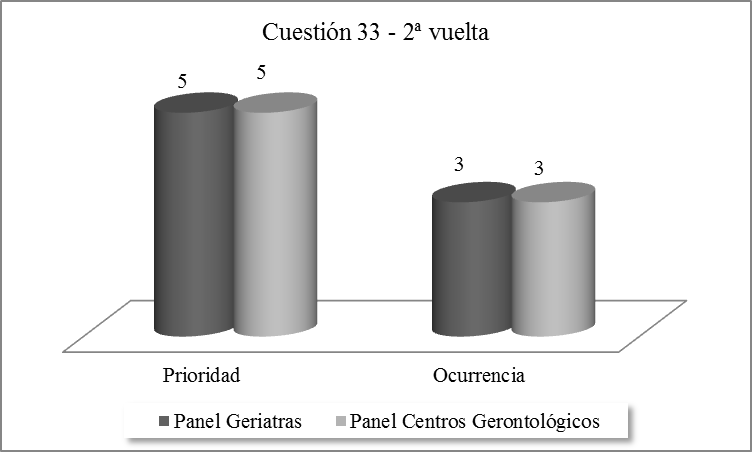 Cuestión 33 - 2ª vuelta
5 5
3 3
Prioridad Ocurrencia
Panel Geriatras Panel Centros Gerontológicos